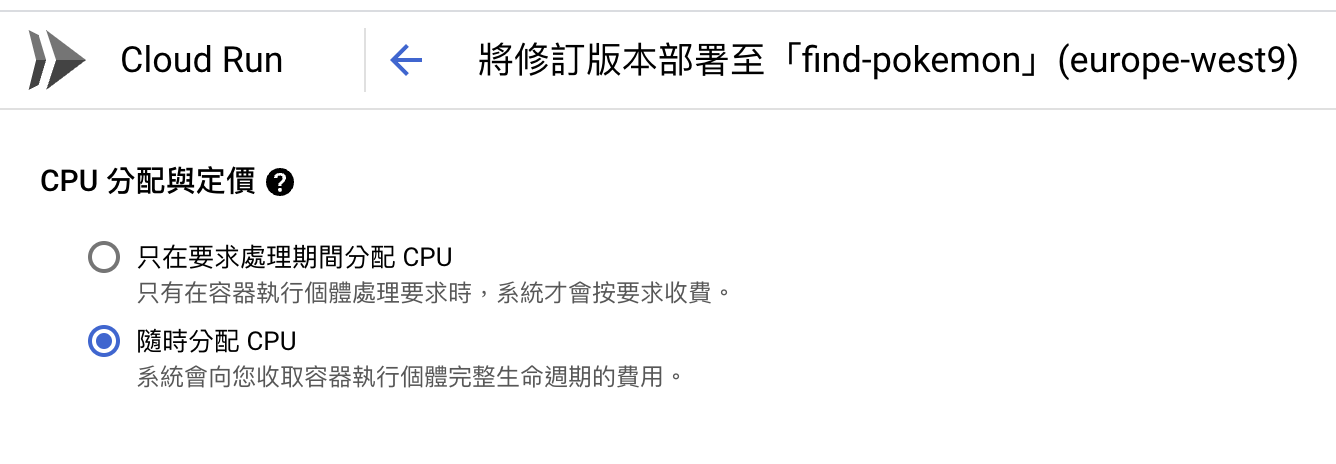 Cloud Run
將修訂版本部署至「find-pokemon」(europe-west9)
CPU 分配與定價
只在要求處理期間分配 CPU
只有在容器執行個體處理要求時，系統才會按要求收費。
隨時分配 CPU
系統會向您收取容器執行個體完整生命週期的費用。